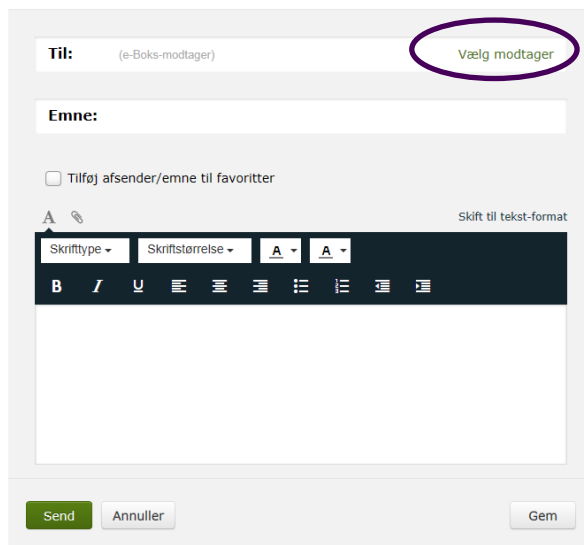 Til: (e-Boks-modtager) Vælg modtager
Emne:
Tilføj afsender/emne til favoritter
A Skift til tekst-format
Skrifttype Skriftstørrelse A A
B I U
Send Annuller Gem